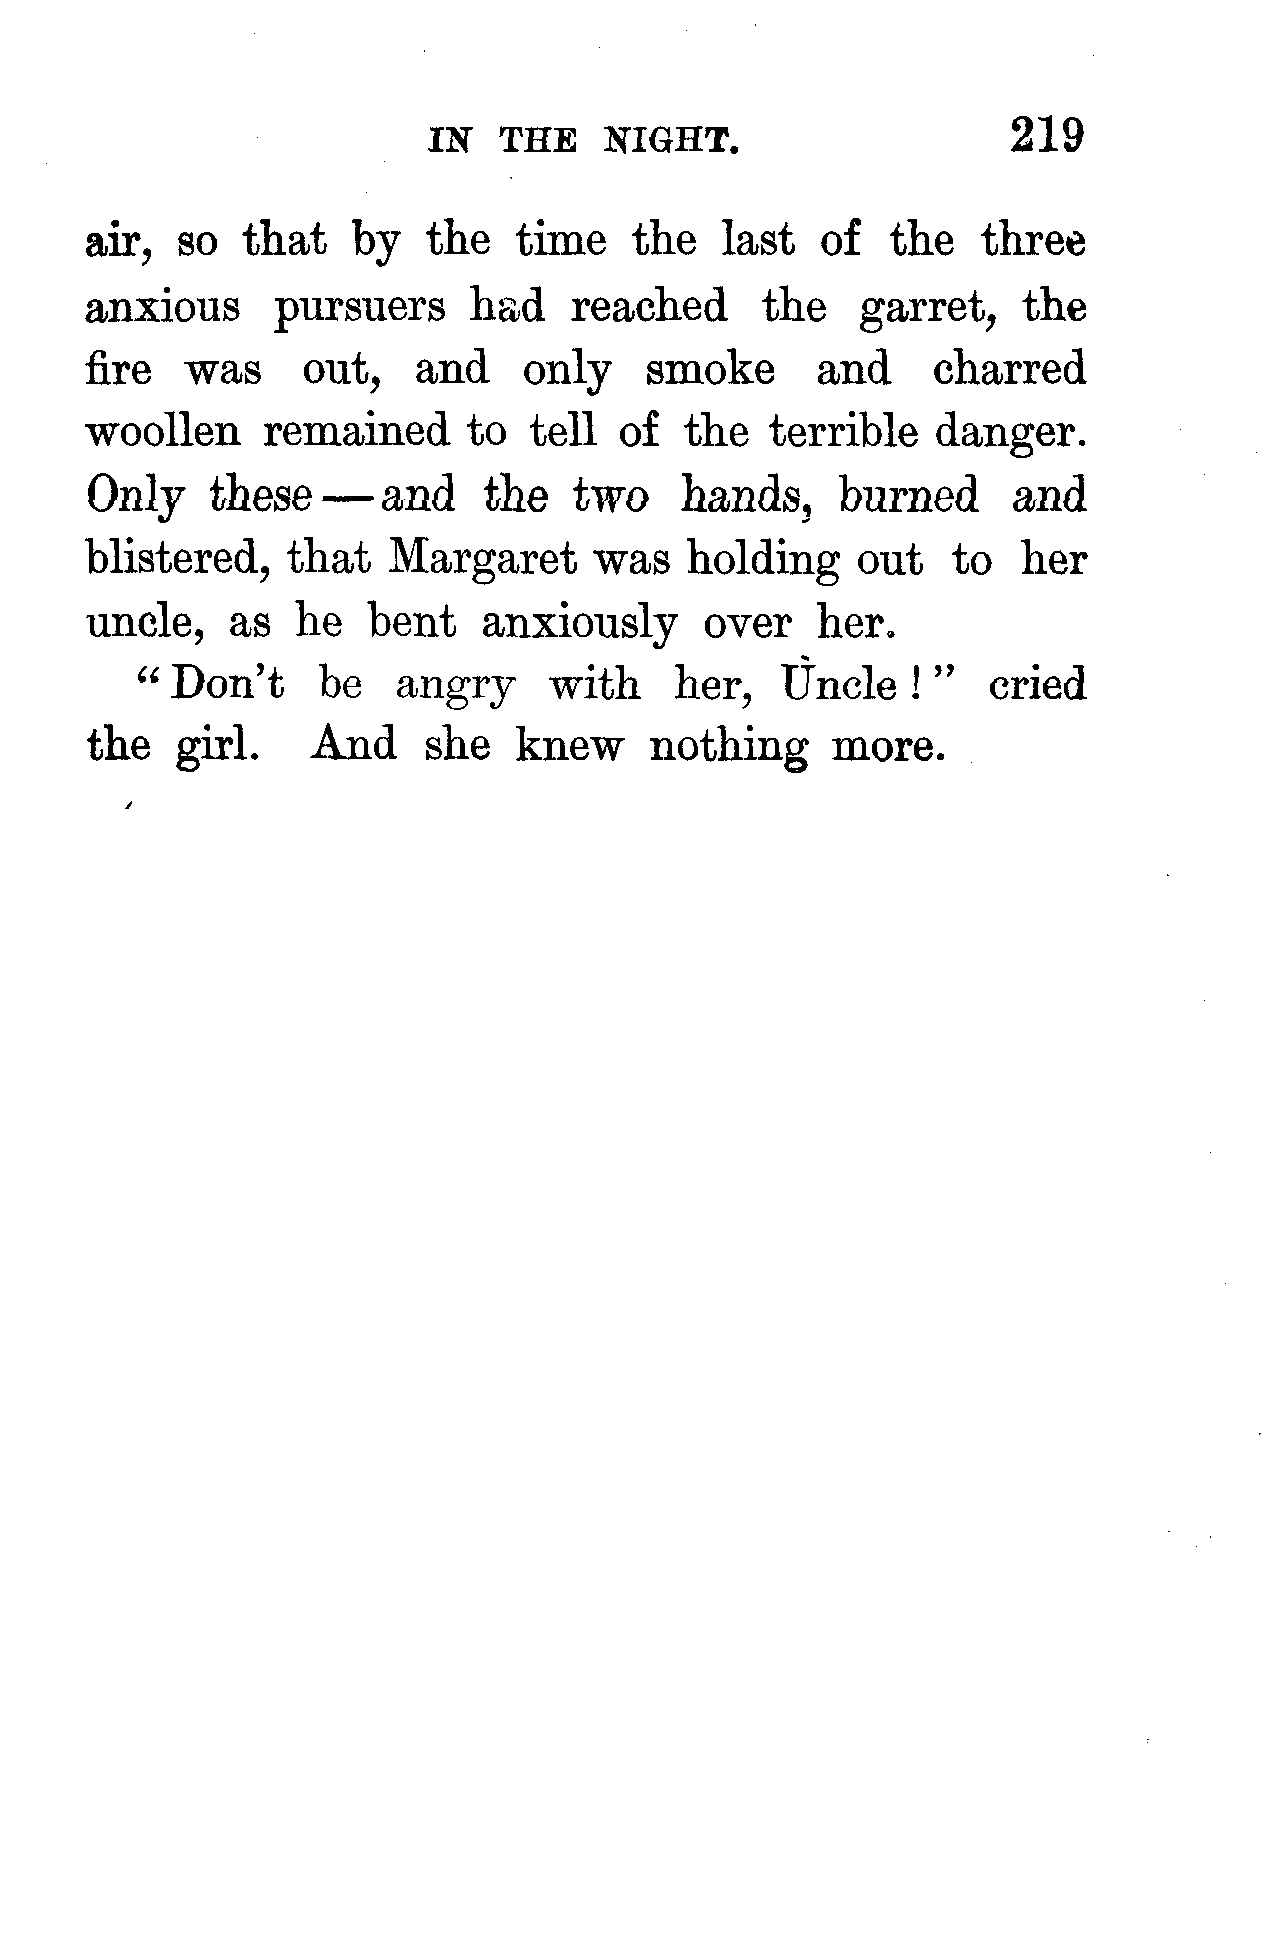 IN THE NIGHT. 219
air, so that by the time the last of the three
anxious pursuers had reached the garret, the
fire was out, and only smoke and charred
woollen remained to tell of the terrible danger.
Only these — and the two hands, burned and
blistered, that Margaret was holding out to her
uncle, as he bent anxiously over her.
“Don’t be angry with her, Uncle!” cried
the girl. And she knew nothing more.